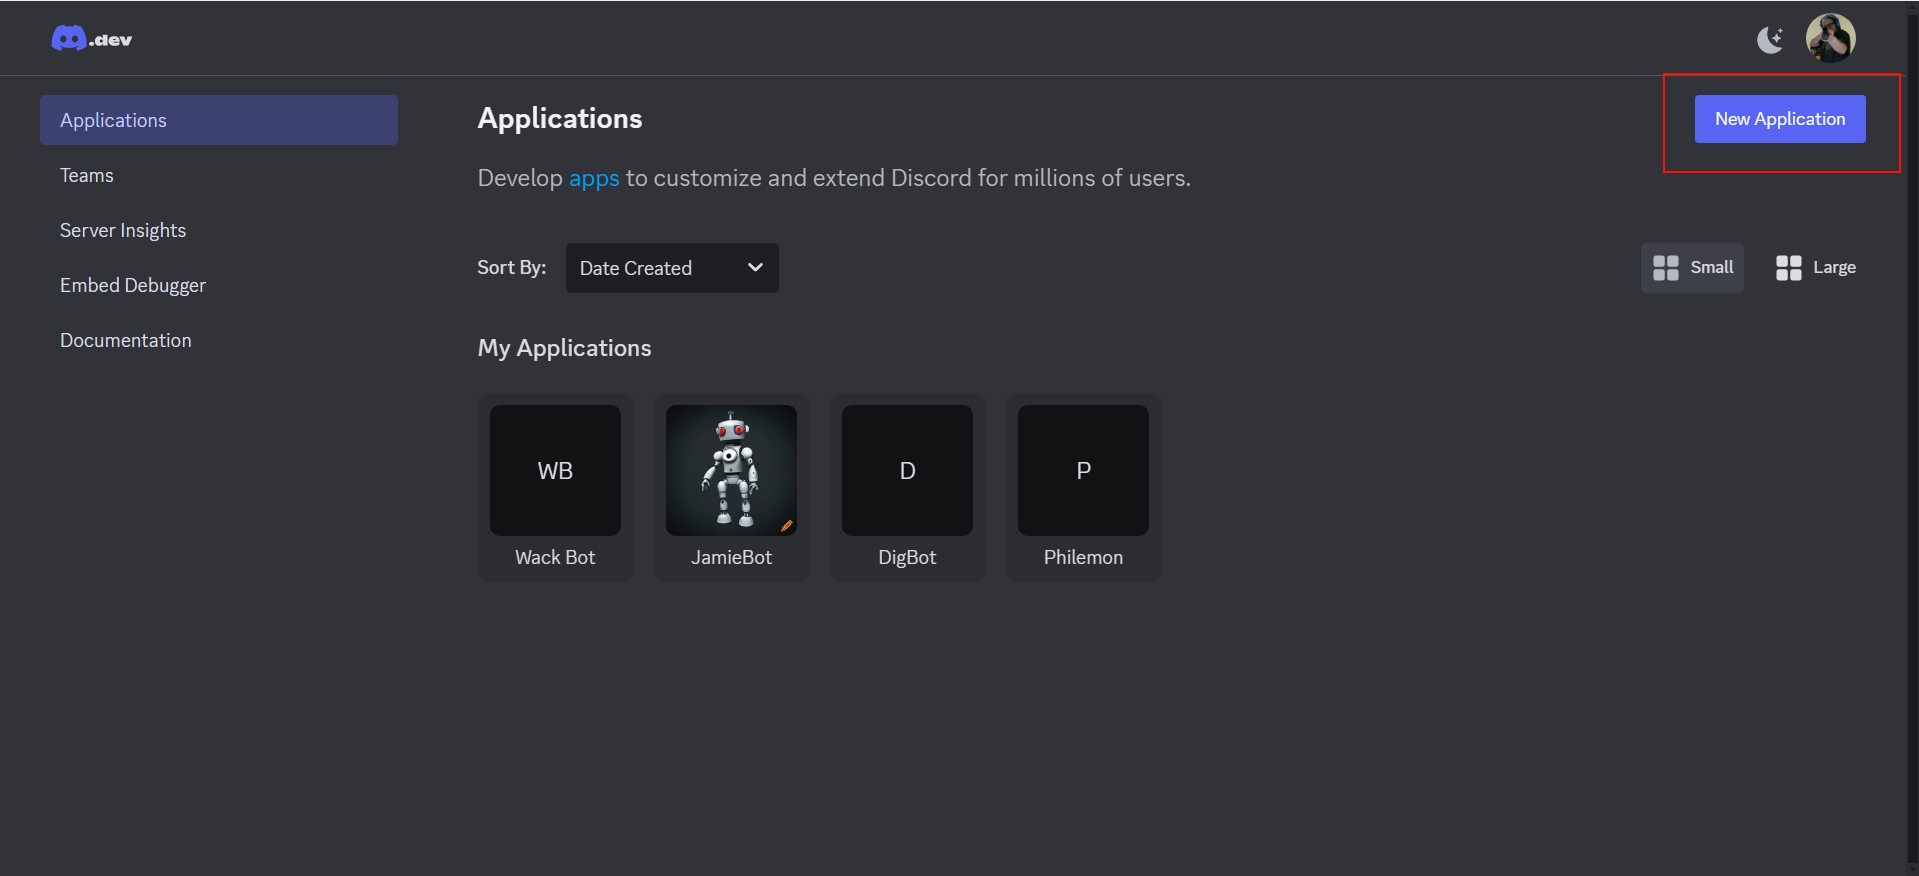 .dev
Applications
Teams
Server Insights
Embed Debugger
Documentation
Applications
New Application
Develop apps to customize and extend Discord for millions of users.
Sort By: Date Created
Small Large
My Applications
WB D P
Wack Bot JamieBot DigBot Philemon